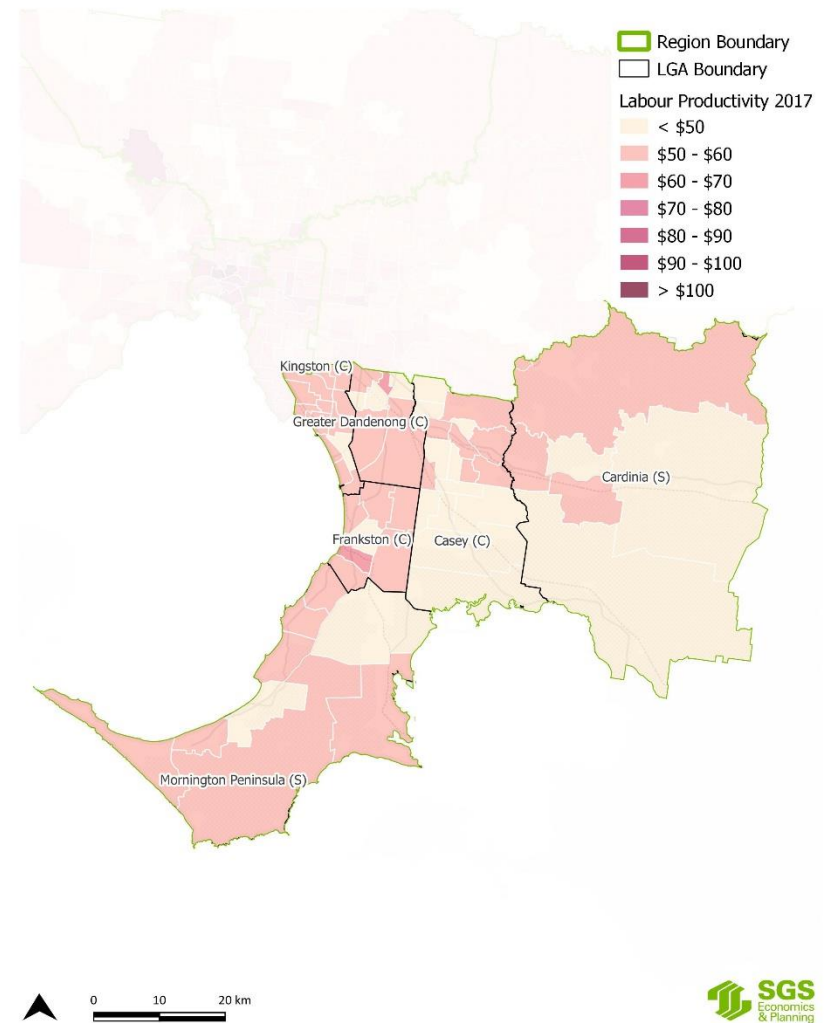 Region Boundary
LGA Boundary
Labour Productivity 2017
< $50
$50 - $60
$60 - $70
$70 - $80
$80 - $90
$90 - $100
> $100
Kingston (C)
Greater Dandenong (C)
Cardinia (S)
Frankston (C)
Casey (C)
Mornington Peninsula (S)
0 10 20 km
SGS
Economics
& Planning